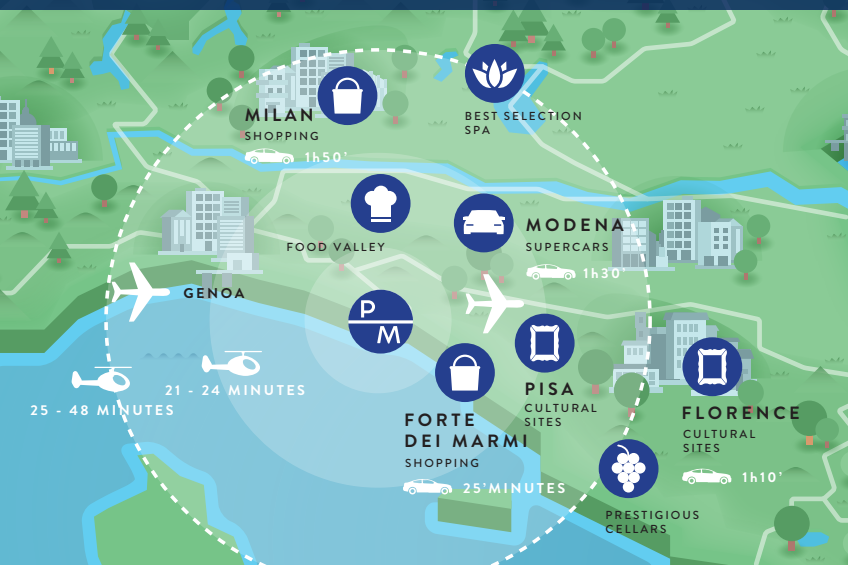 MILAN
SHOPPING
1h50'
BEST SELECTION
SPA
FOOD VALLEY
MODENA
SUPERCARS
1h30'
GENOA
P
M
21 - 24 MINUTES
25 - 48 MINUTES
PISA
CULTURAL
SITES
FORTE
DEI MARMI
SHOPPING
25'MINUTES
FLORENCE
CULTURAL
SITES
1h10'
PRESTIGIOUS
CELLARS